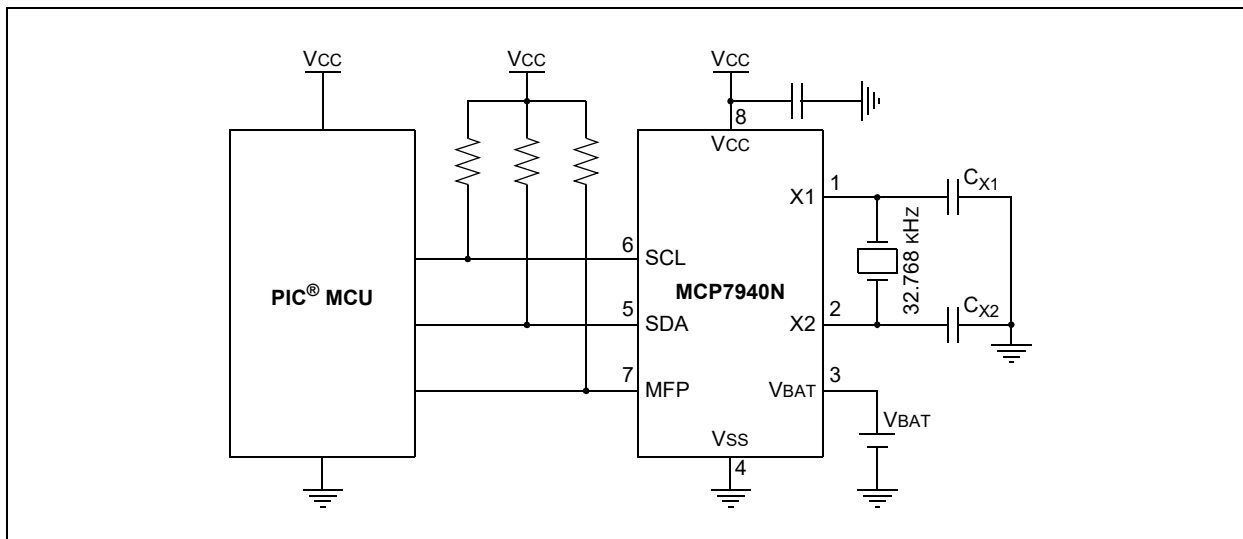 VCC VCC VCC
8
VCC
1 CX1
X1
6
SCL
32.768 KHZ
PIC® MCU
MCP7940N
5
SDA
2 CX2
X2
7
MFP
3
VBAT
VBAT
VSS
4